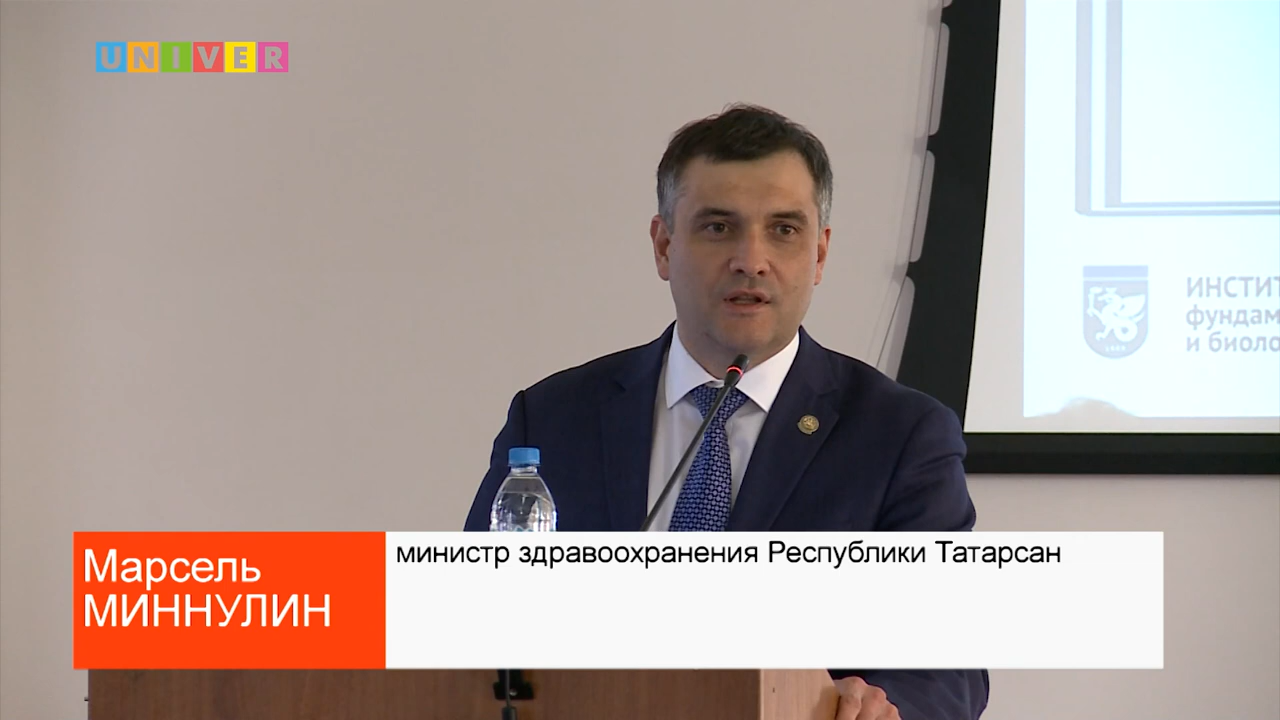 UNIVER
ИНСТИТ
фундам
и биоло
Марсель
МИННУЛИН
министр здравоохранения Республики Татарсан